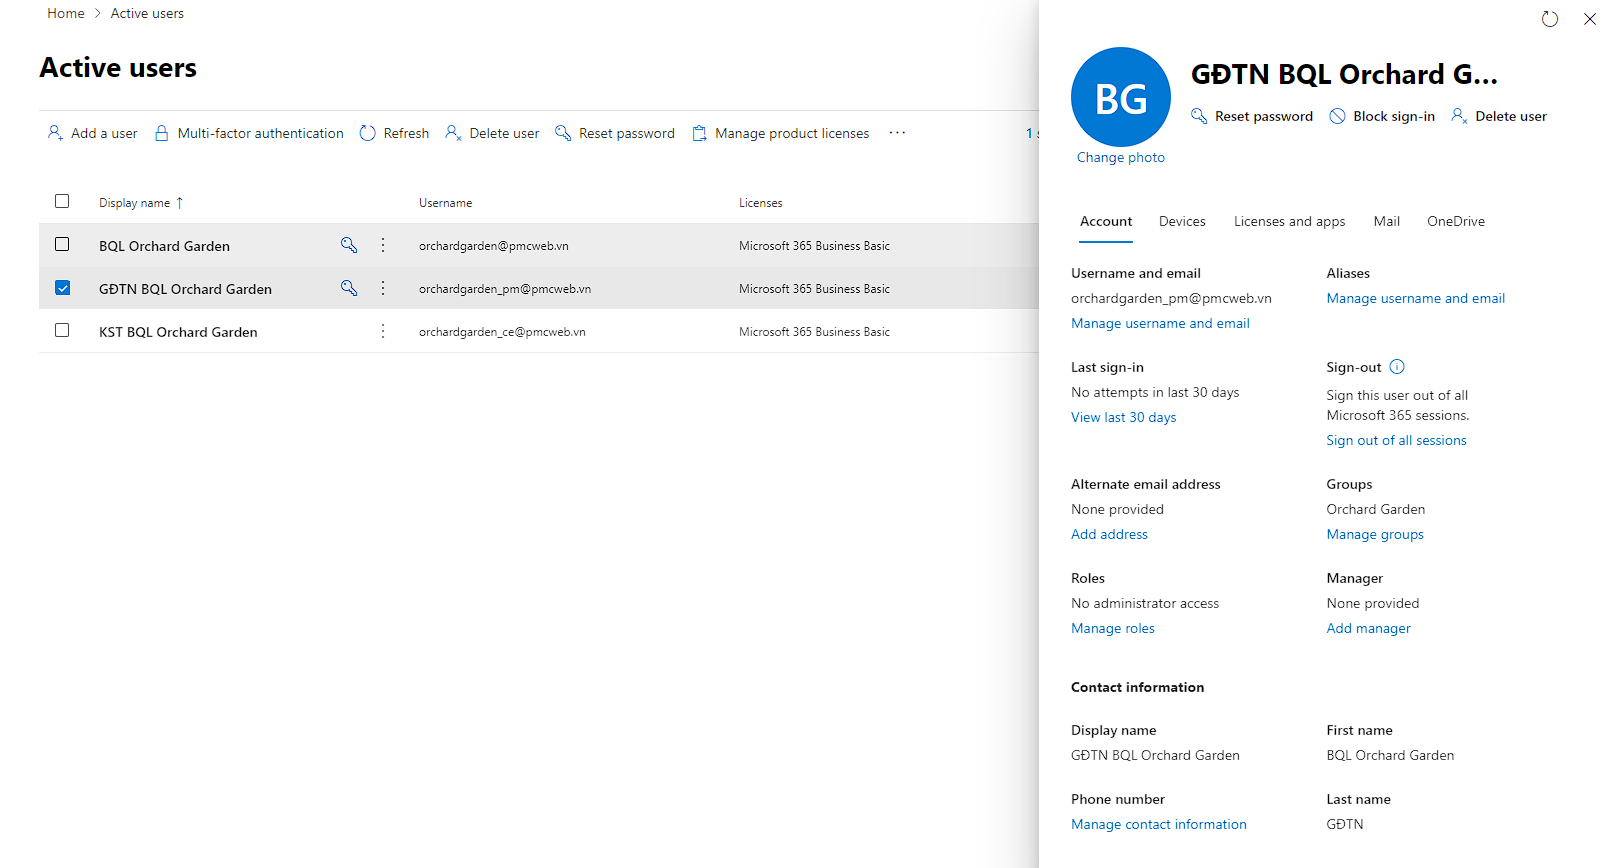 Home > Active users
Active users
Add a user Multi-factor authentication Refresh Delete user Reset password Manage product licenses ··· 1 s
Display name ↑ Username Licenses
BQL Orchard Garden orchardgarden@pmcweb.vn Microsoft 365 Business Basic
GĐTN BQL Orchard Garden orchardgarden_pm@pmcweb.vn Microsoft 365 Business Basic
KST BQL Orchard Garden orchardgarden_ce@pmcweb.vn Microsoft 365 Business Basic
BG
Change photo
GĐTN BQL Orchard G...
Reset password Block sign-in Delete user
Account Devices Licenses and apps Mail OneDrive
Username and email
orchardgarden_pm@pmcweb.vn
Manage username and email
Aliases
Manage username and email
Last sign-in
No attempts in last 30 days
View last 30 days
Sign-out
Sign this user out of all
Microsoft 365 sessions.
Sign out of all sessions
Alternate email address
None provided
Add address
Groups
Orchard Garden
Manage groups
Roles
No administrator access
Manage roles
Manager
None provided
Add manager
Contact information
Display name
GĐTN BQL Orchard Garden
First name
BQL Orchard Garden
Phone number
Manage contact information
Last name
GĐTN